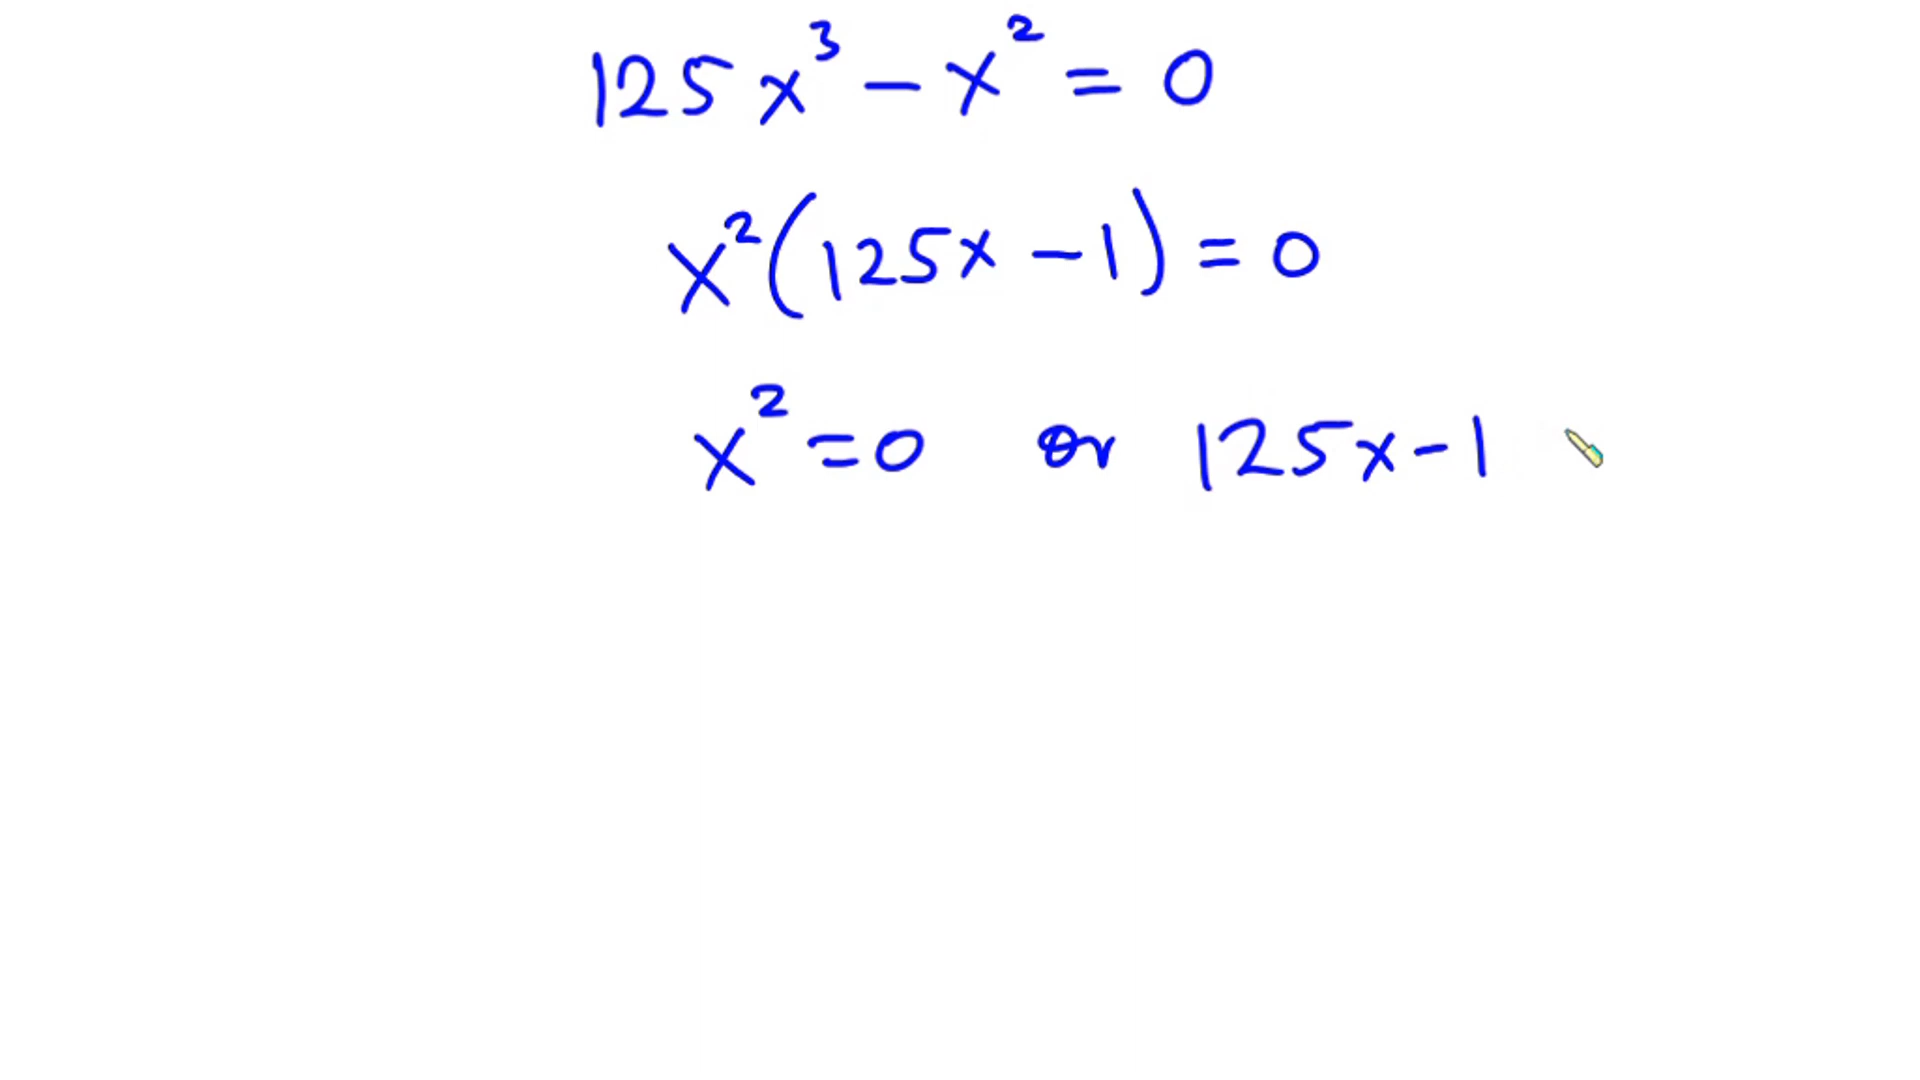 125x³ − x² = 0
x²(125x − 1) = 0
x² = 0 or 125x − 1